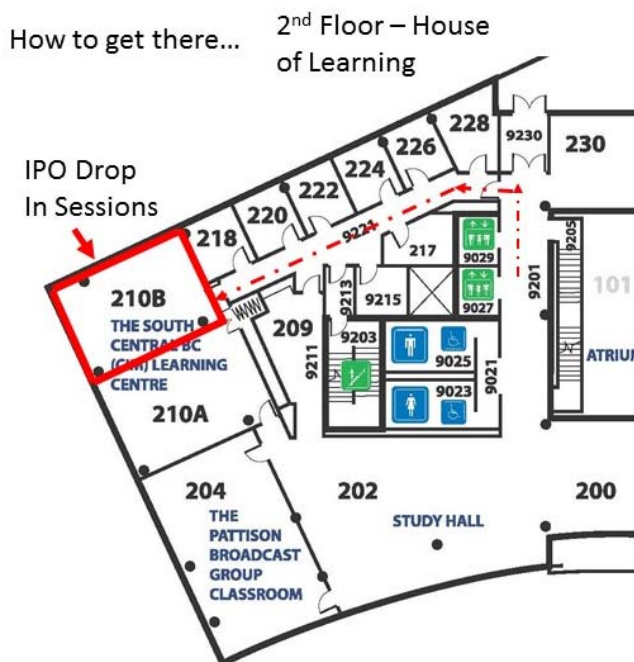 How to get there...
2nd Floor – House
of Learning
IPO Drop
In Sessions
228
9230
230
226
224
222
220
218
9221
217
9029
9205
9201
101
210B
THE SOUTH
CENTRAL BC
(CIM) LEARNING
CENTRE
209
9213
9215
9027
9211
9203
9025
9021
ATRIUM
9023
210A
204
202
200
THE
PATTISON
BROADCAST
GROUP
CLASSROOM
STUDY HALL